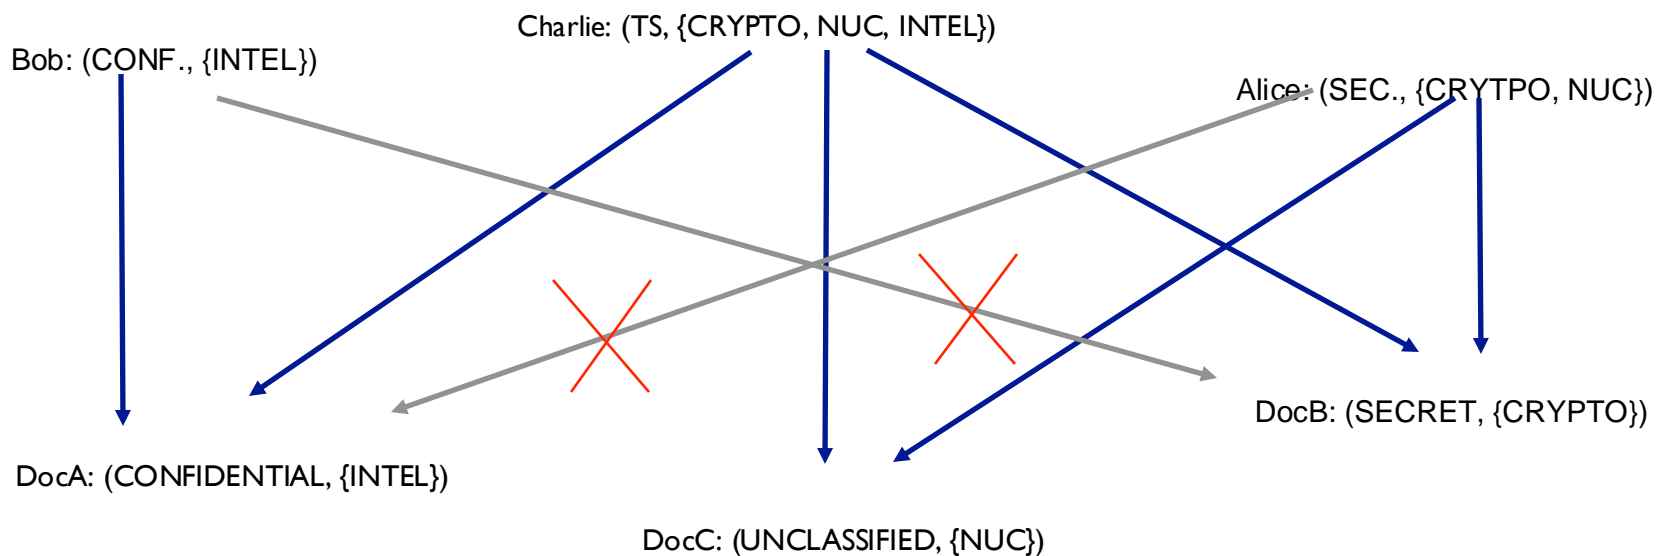 Charlie: (TS, {CRYPTO, NUC, INTEL})
Bob: (CONF., {INTEL})
Alice: (SEC., {CRYTPO, NUC})
DocB: (SECRET, {CRYPTO})
DocA: (CONFIDENTIAL, {INTEL})
DocC: (UNCLASSIFIED, {NUC})